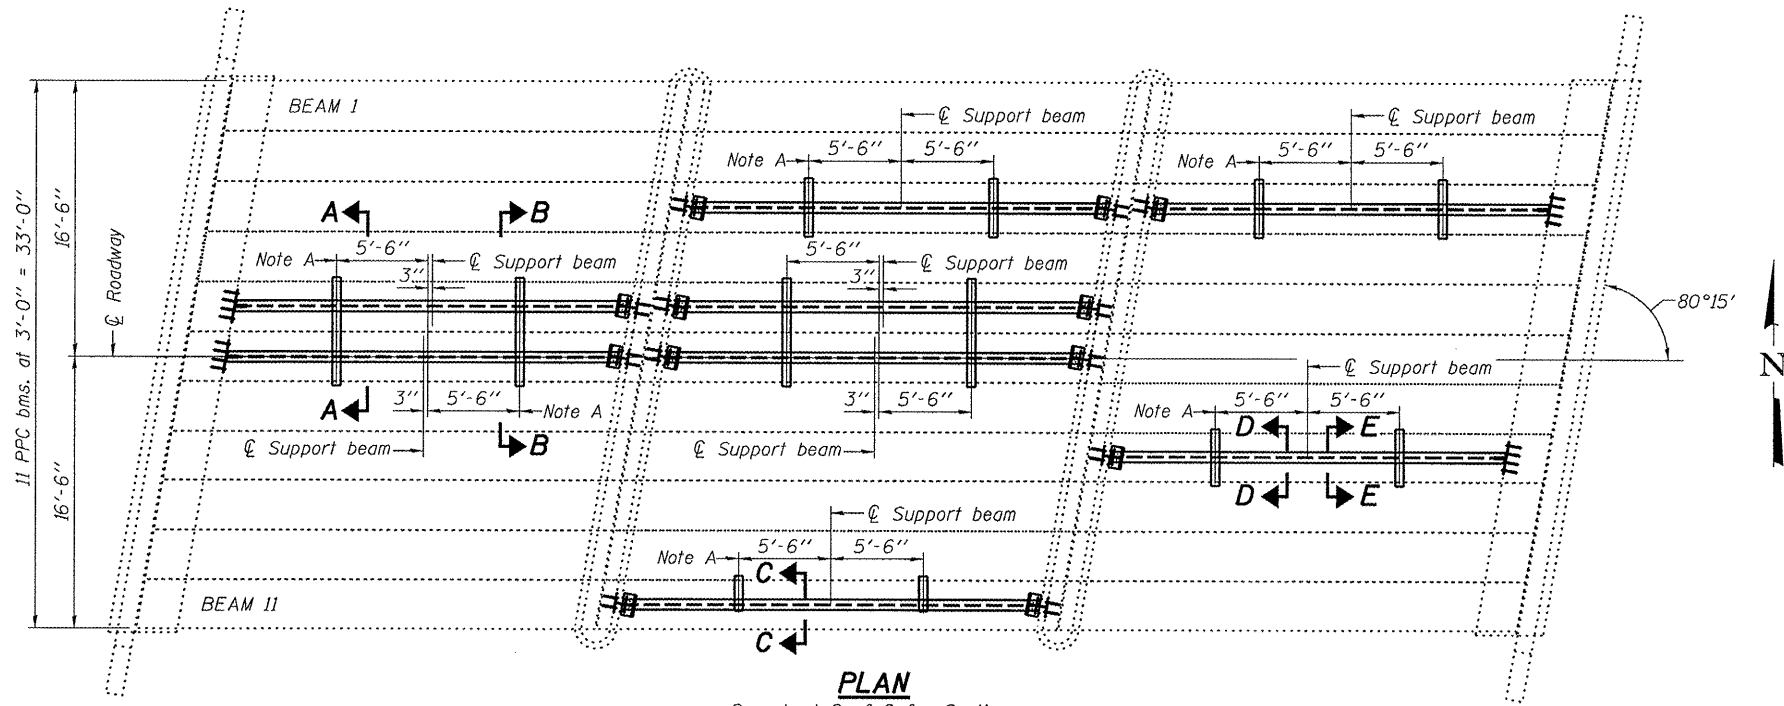 BEAM 1
℄ Support beam
℄ Support beam
5'-6" 5'-6"
Note A
5'-6" 5'-6"
Note A
11 PPC bms. at 3'-0" = 33'-0"
16'-6"
16'-6"
℄ Roadway
A B
5'-6"
Note A
℄ Support beam
3"
5'-6"
℄ Support beam
3"
80°15'
N
A B
3" 5'-6"
Note A
℄ Support beam
3" 5'-6"
℄ Support beam
℄ Support beam
Note A
5'-6" 5'-6"
D E
D E
℄ Support beam
Note A
5'-6" 5'-6"
C
C
BEAM 11
PLAN